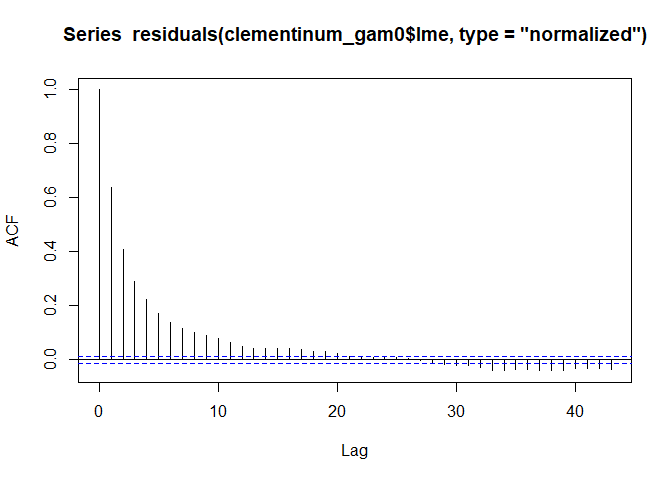 Series residuals(clementinum_gam0$lme, type = "normalized")
1.0
0.8
0.6
0.4
0.2
0.0
ACF
0 10 20 30 40
Lag